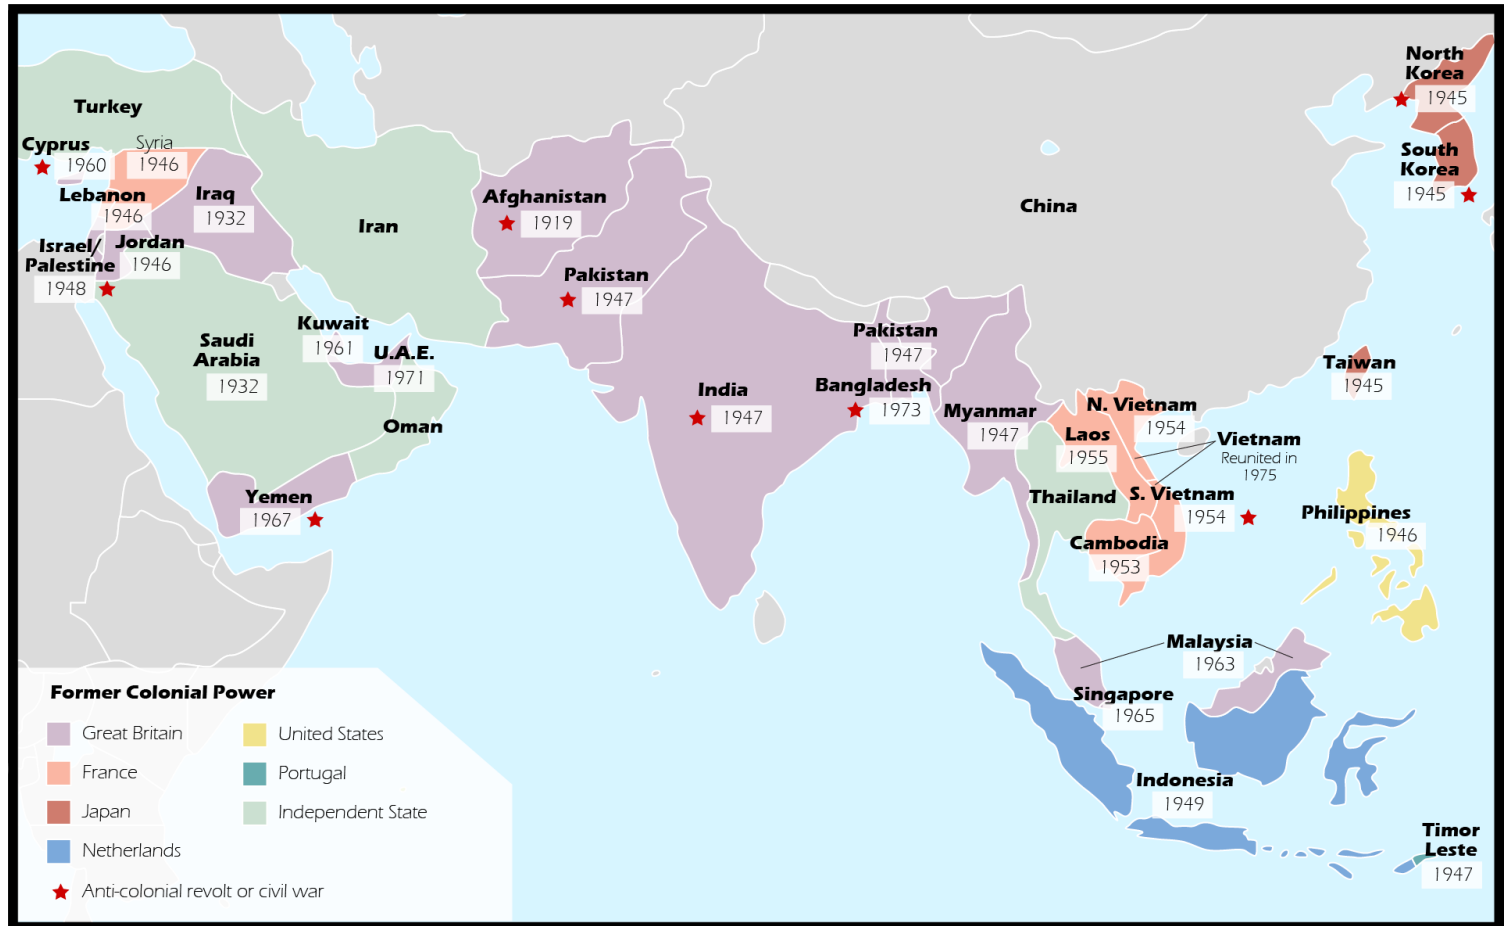 Turkey
Cyprus
1960
Syria
1946
Lebanon
1946
Iraq
1932
Israel/
Palestine
1948
Jordan
1946
Iran
Saudi
Arabia
1932
Kuwait
1961
U.A.E.
1971
Oman
Yemen
1967
Afghanistan
1919
Pakistan
1947
India
1947
Pakistan
1947
Bangladesh
1973
Myanmar
1947
China
North
Korea
1945
South
Korea
1945
Taiwan
1945
N. Vietnam
1954
Laos
1955
Vietnam
Reunited in
1975
Thailand
S. Vietnam
1954
Cambodia
1953
Philippines
1946
Malaysia
1963
Singapore
1965
Indonesia
1949
Timor
Leste
1947
Former Colonial Power
Great Britain
France
Japan
Netherlands
United States
Portugal
Independent State
Anti-colonial revolt or civil war